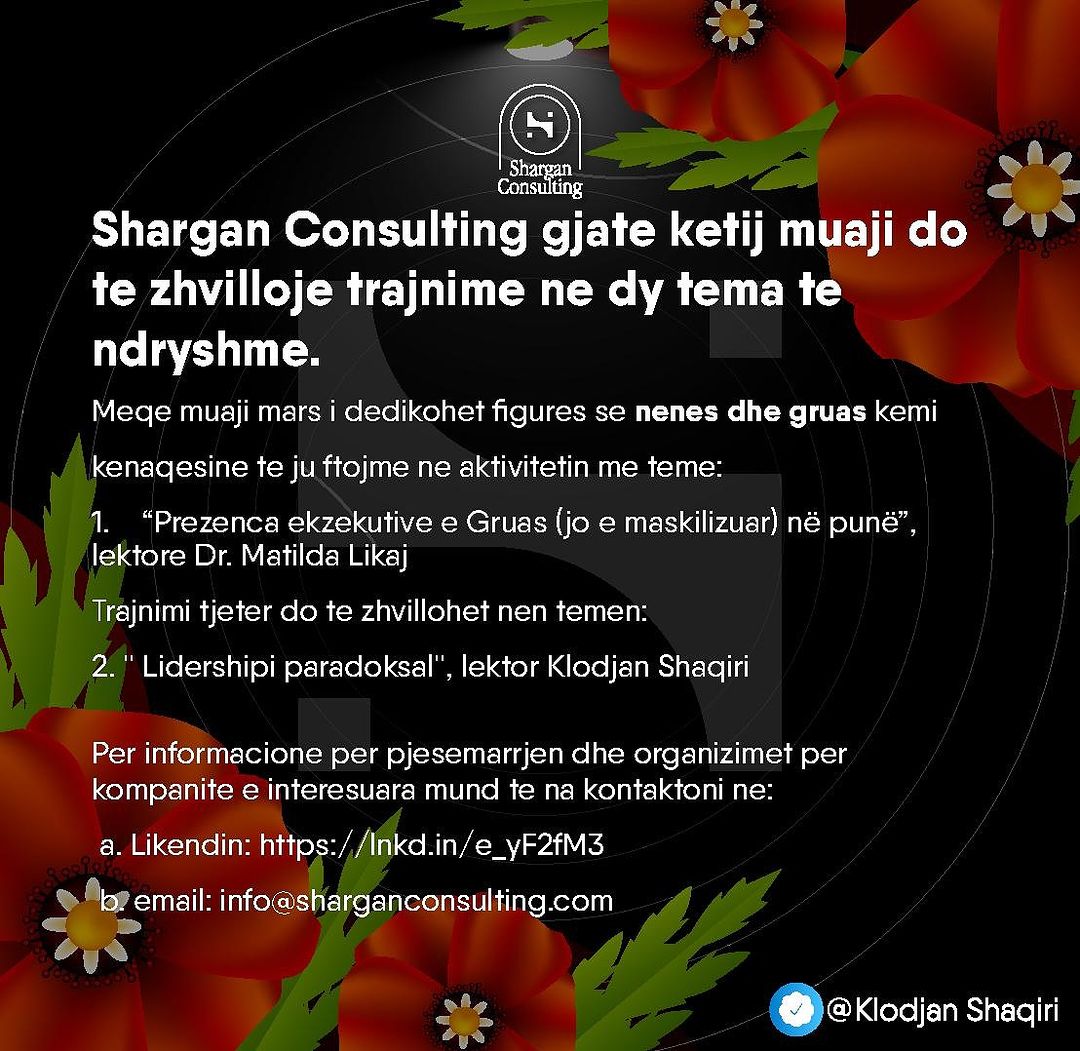 Shargan
Consulting
Shargan Consulting gjate ketij muaji do
te zhvilloje trajnime ne dy tema te
ndryshme.
Meqe muaji mars i dedikohet figures se nenes dhe gruas kemi
kenaqesine te ju ftojme ne aktivitetin me teme:
1. “Prezenca ekzekutive e Gruas (jo e maskilizuar) në punë”,
lektore Dr. Matilda Likaj
Trajnimi tjeter do te zhvillohet nen temen:
2. " Lidershipi paradoksal", lektor Klodjan Shaqiri
Per informacione per pjesemarrjen dhe organizimet per
kompanite e interesuara mund te na kontaktoni ne:
a. Likendin: https://lnkd.in/e_yF2fM3
b. email: info@sharganconsulting.com
@Klodjan Shaqiri